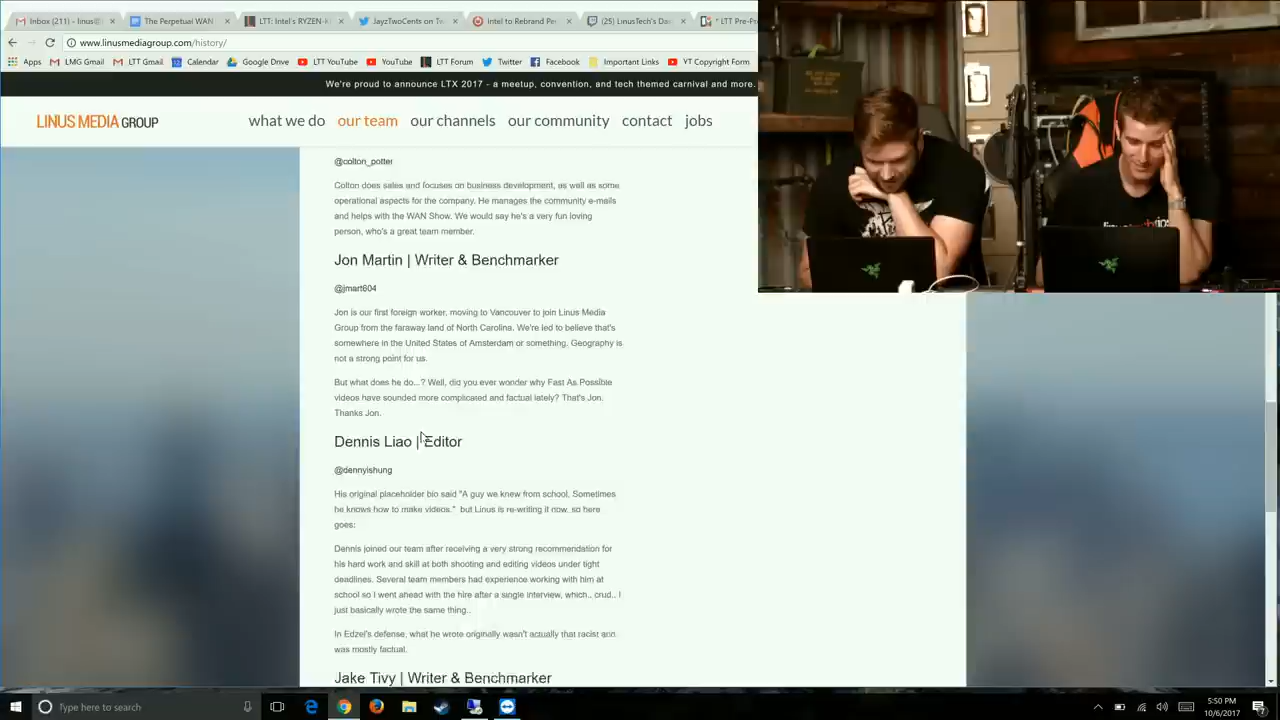 Inbox (211) - linus@
The Perpetual WAN
LTT: Intel's RYZEN-K
JayzTwoCents on Tw
Intel to Rebrand Pe
(25) LinusTech's Da
" LTT Pre-P
www.linusmediagroup.com/history/
Apps LMG Gmail LTT Gmail Calendar Google Drive LTT YouTube YouTube LTT Forum Twitter Facebook Important Links YT Copyright Form
We're proud to announce LTX 2017 - a meetup, convention, and tech themed carnival and more.
LINUS MEDIA GROUP
what we do our team our channels our community contact jobs
@colton_potter
Colton does sales and focuses on business development, as well as some
operational aspects for the company. He manages the community e-mails
and helps with the WAN Show. We would say he's a very fun loving
person, who's a great team member.
Jon Martin | Writer & Benchmarker
@jmart604
Jon is our first foreign worker, moving to Vancouver to join Linus Media
Group from the faraway land of North Carolina. We're led to believe that's
somewhere in the United States of Amsterdam or something. Geography is
not a strong point for us.
But what does he do...? Well, did you ever wonder why Fast As Possible
videos have sounded more complicated and factual lately? That's Jon.
Thanks Jon.
Dennis Liao | Editor
@dennyishung
His original placeholder bio said "A guy we knew from school. Sometimes
he knows how to make videos." but Linus is re-writing it now..so here
goes:
Dennis joined our team after receiving a very strong recommendation for
his hard work and skill at both shooting and editing videos under tight
deadlines. Several team members had experience working with him at
school so I went ahead with the hire after a single interview, which.. crud.. I
just basically wrote the same thing..
In Edzel's defense, what he wrote originally wasn't actually that racist and
was mostly factual.
Jake Tivy | Writer & Benchmarker
Type here to search
5:50 PM
10/6/2017